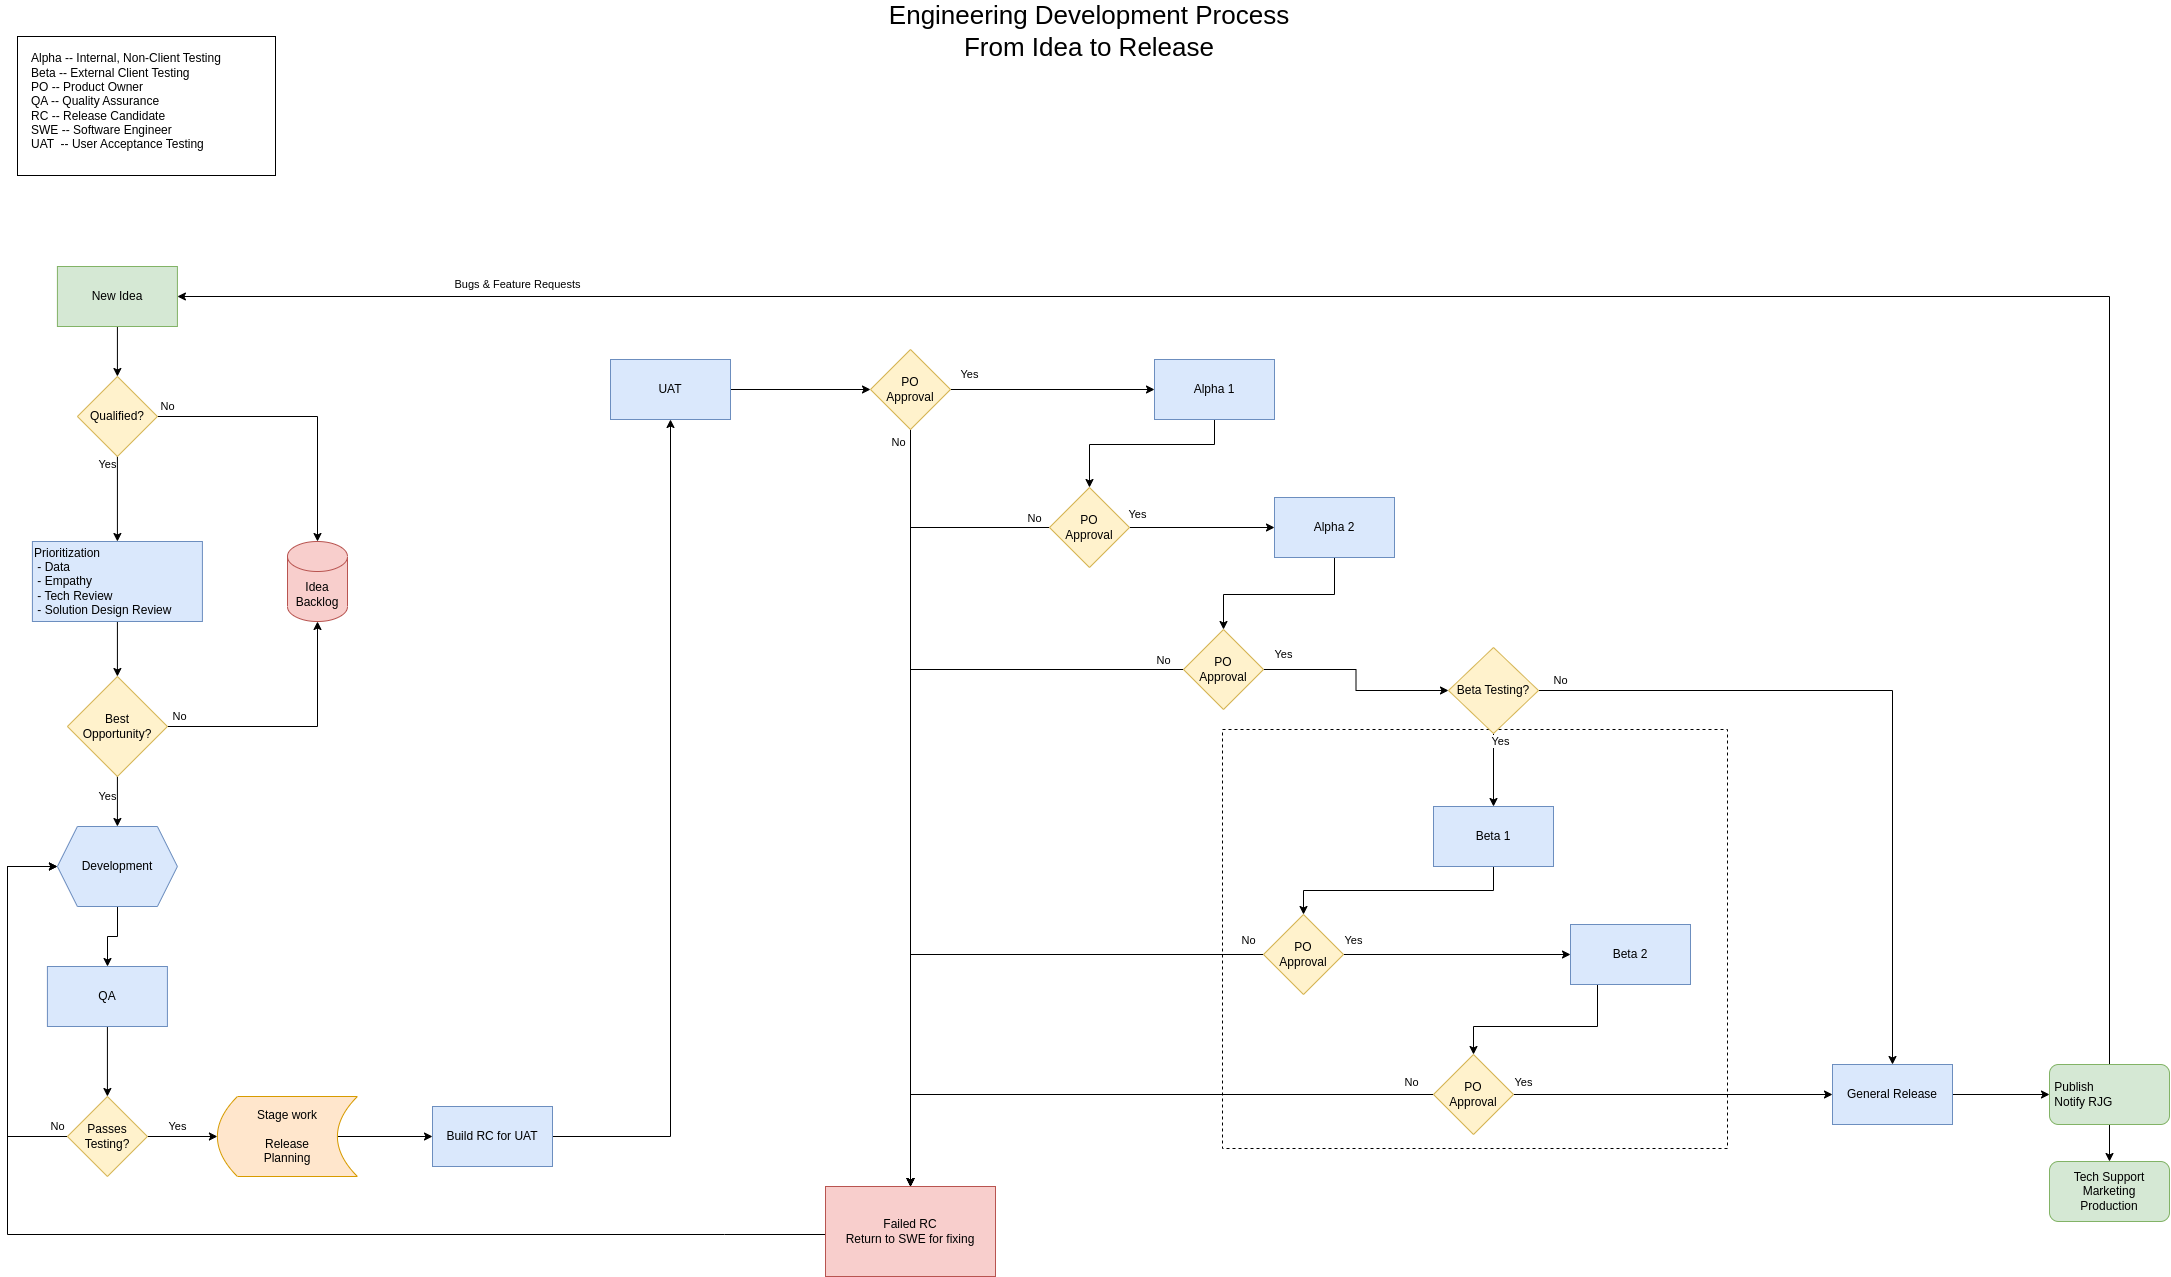 Engineering Development Process
From Idea to Release
Alpha -- Internal, Non-Client Testing
Beta -- External Client Testing
PO -- Product Owner
QA -- Quality Assurance
RC -- Release Candidate
SWE -- Software Engineer
UAT  -- User Acceptance Testing
New Idea
Bugs & Feature Requests
Qualified?
No
Yes
Prioritization
- Data
- Empathy
- Tech Review
- Solution Design Review
Idea
Backlog
Best
Opportunity?
No
Yes
Development
QA
Passes
Testing?
No
Yes
Stage work
Release
Planning
Build RC for UAT
UAT
PO
Approval
Yes
No
Alpha 1
PO
Approval
No
Yes
Alpha 2
PO
Approval
No
Yes
Beta Testing?
No
Yes
Beta 1
PO
Approval
No
Yes
Beta 2
PO
Approval
No
Yes
General Release
Publish
Notify RJG
Tech Support
Marketing
Production
Failed RC
Return to SWE for fixing